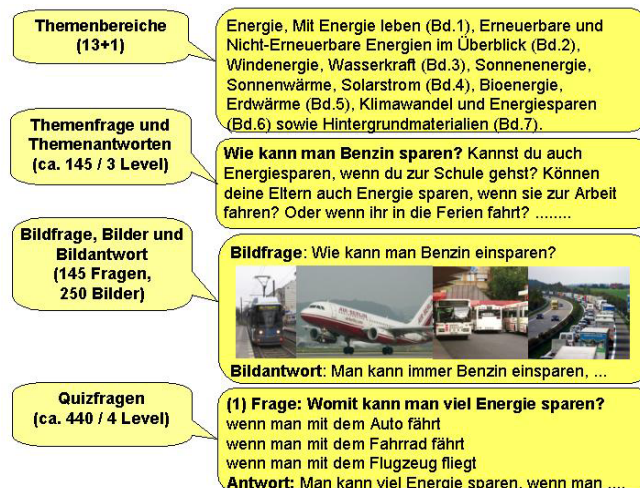 Themenbereiche
(13+1)
Energie, Mit Energie leben (Bd.1), Erneuerbare und
Nicht-Erneuerbare Energien im Überblick (Bd.2),
Windenergie, Wasserkraft (Bd.3), Sonnenenergie,
Sonnenwärme, Solarstrom (Bd.4), Bioenergie,
Erdwärme (Bd.5), Klimawandel und Energiesparen
(Bd.6) sowie Hintergrundmaterialien (Bd.7).
Themenfrage und
Themenantworten
(ca. 145 / 3 Level)
Wie kann man Benzin sparen? Kannst du auch
Energiesparen, wenn du zur Schule gehst? Können
deine Eltern auch Energie sparen, wenn sie zur Arbeit
fahren? Oder wenn ihr in die Ferien fahrt? ........
Bildfrage, Bilder und
Bildantwort
(145 Fragen,
250 Bilder)
Bildfrage: Wie kann man Benzin einsparen?
AIR BERLIN
Bildantwort: Man kann immer Benzin einsparen, ...
Quizfragen
(ca. 440 / 4 Level)
(1) Frage: Womit kann man viel Energie sparen?
wenn man mit dem Auto fährt
wenn man mit dem Fahrrad fährt
wenn man mit dem Flugzeug fliegt
Antwort: Man kann viel Energie sparen, wenn man ....